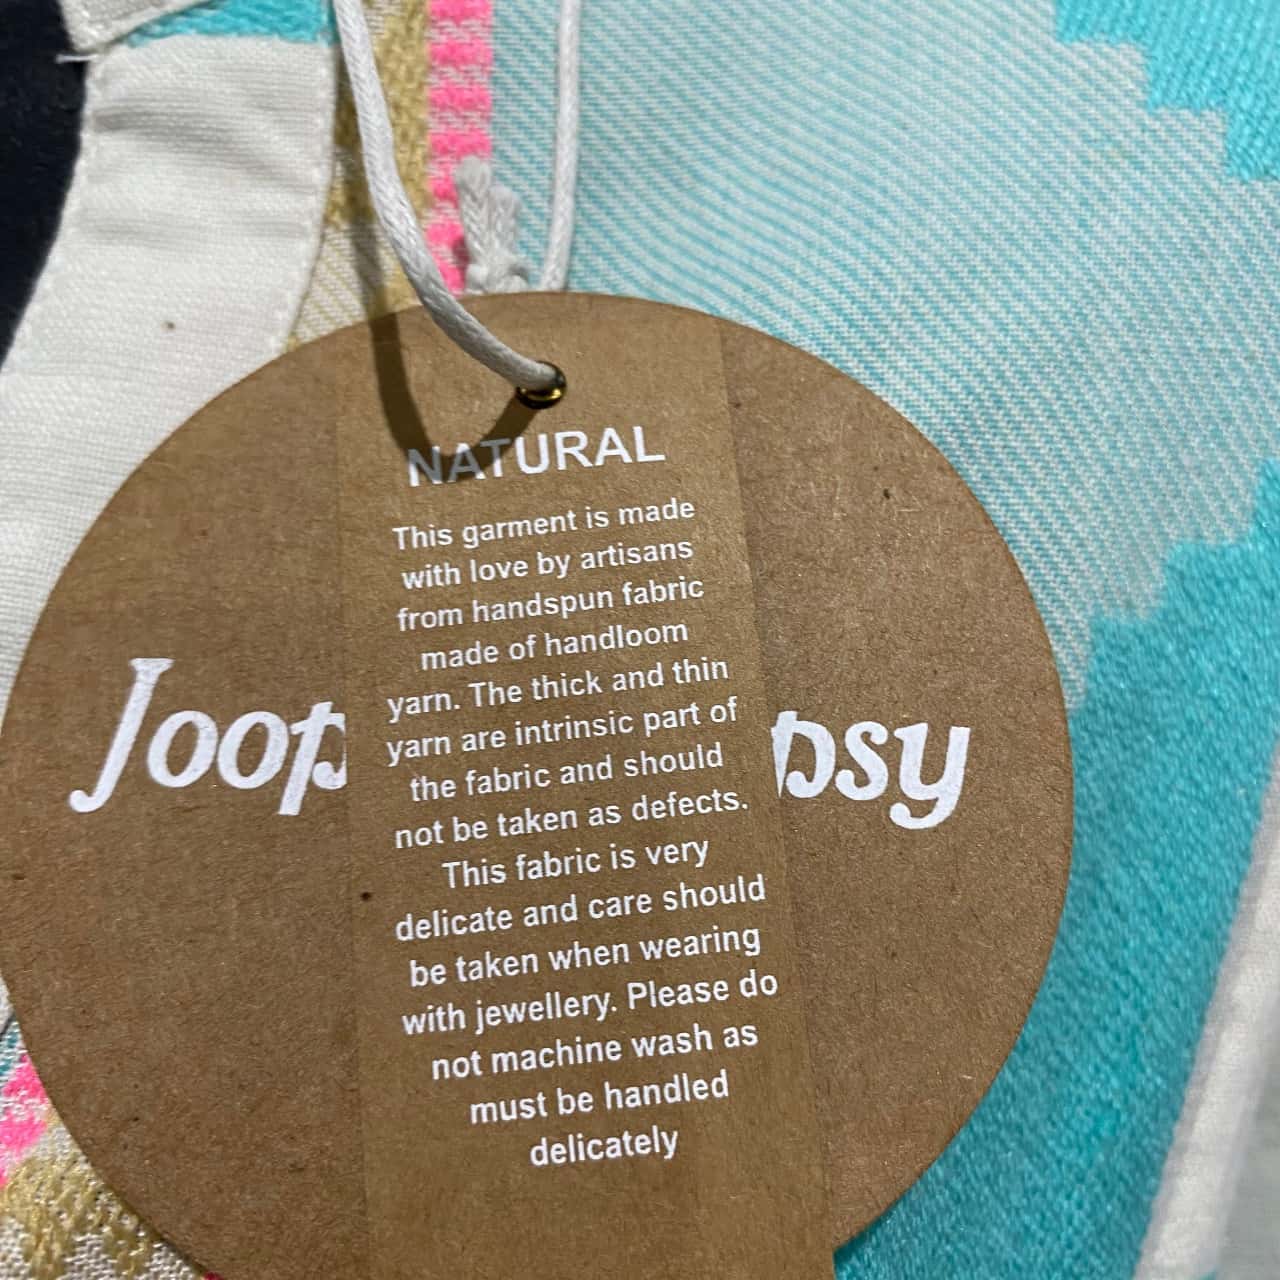 NATURAL
This garment is made
with love by artisans
from handspun fabric
made of handloom
yarn. The thick and thin
yarn are intrinsic part of
the fabric and should
not be taken as defects.
This fabric is very
delicate and care should
be taken when wearing
with jewellery. Please do
not machine wash as
must be handled
delicately